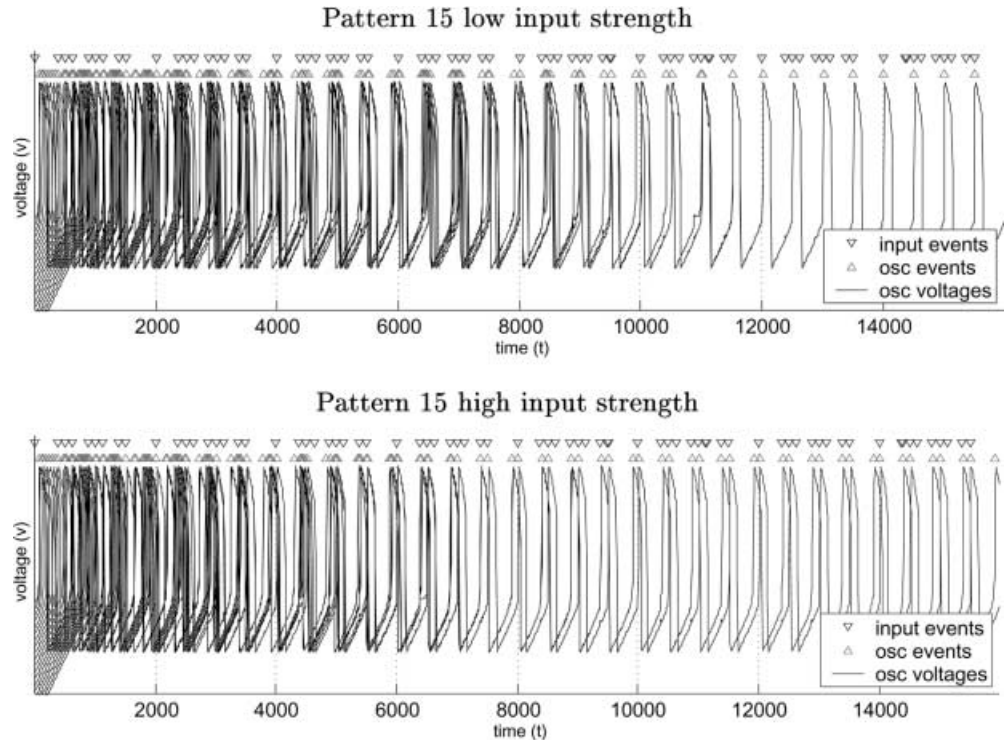 Pattern 15 low input strength
voltage (v)
input events
osc events
osc voltages
2000 4000 6000 8000 10000 12000 14000
time (t)
Pattern 15 high input strength
voltage (v)
input events
osc events
osc voltages
2000 4000 6000 8000 10000 12000 14000
time (t)